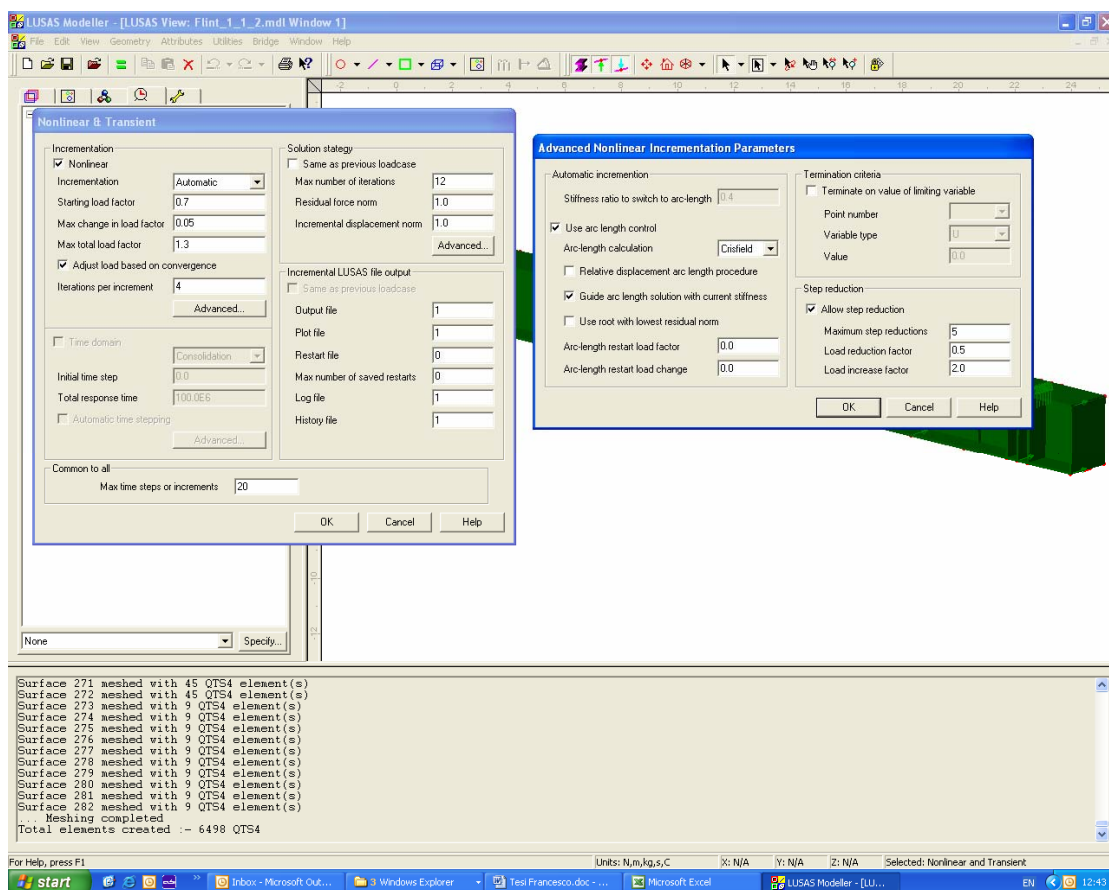 LUSAS Modeller - [LUSAS View: Flint_1_1_2.mdl Window 1]
File Edit View Geometry Attributes Utilities Bridge Window Help
-2 0 2 4 6 8 10 12 14 16 18 20 22 24
Nonlinear & Transient
Incrementation
Nonlinear
Incrementation Automatic
Starting load factor 0.7
Max change in load factor 0.05
Max total load factor 1.3
Adjust load based on convergence
Iterations per increment 4
Advanced...
Time domain
Consolidation
Initial time step 0.0
Total response time 100.0E6
Automatic time stepping
Advanced...
Solution stategy
Same as previous loadcase
Max number of iterations 12
Residual force norm 1.0
Incremental displacement norm 1.0
Advanced...
Incremental LUSAS file output
Same as previous loadcase
Output file 1
Plot file 1
Restart file 0
Max number of saved restarts 0
Log file 1
History file 1
Common to all
Max time steps or increments 20
OK Cancel Help
Advanced Nonlinear Incrementation Parameters
Automatic incremention
Stiffness ratio to switch to arc-length 0.4
Use arc length control
Arc-length calculation Crisfield
Relative displacement arc length procedure
Guide arc length solution with current stiffness
Use root with lowest residual norm
Arc-length restart load factor 0.0
Arc-length restart load change 0.0
Termination criteria
Terminate on value of limiting variable
Point number
Variable type U
Value 0.0
Step reduction
Allow step reduction
Maximum step reductions 5
Load reduction factor 0.5
Load increase factor 2.0
OK Cancel Help
-10
-12
None Specify...
Surface 271 meshed with 45 QTS4 element(s)
Surface 272 meshed with 45 QTS4 element(s)
Surface 273 meshed with 9 QTS4 element(s)
Surface 274 meshed with 9 QTS4 element(s)
Surface 275 meshed with 9 QTS4 element(s)
Surface 276 meshed with 9 QTS4 element(s)
Surface 277 meshed with 9 QTS4 element(s)
Surface 278 meshed with 9 QTS4 element(s)
Surface 279 meshed with 9 QTS4 element(s)
Surface 280 meshed with 9 QTS4 element(s)
Surface 281 meshed with 9 QTS4 element(s)
Surface 282 meshed with 9 QTS4 element(s)
... Meshing completed
Total elements created :- 6498 QTS4
For Help, press F1 Units: N,m,kg,s,C X: N/A Y: N/A Z: N/A Selected: Nonlinear and Transient
start Inbox - Microsoft Out... 3 Windows Explorer Tesi Francesco.doc - ... Microsoft Excel LUSAS Modeller - [LU... EN 12:43